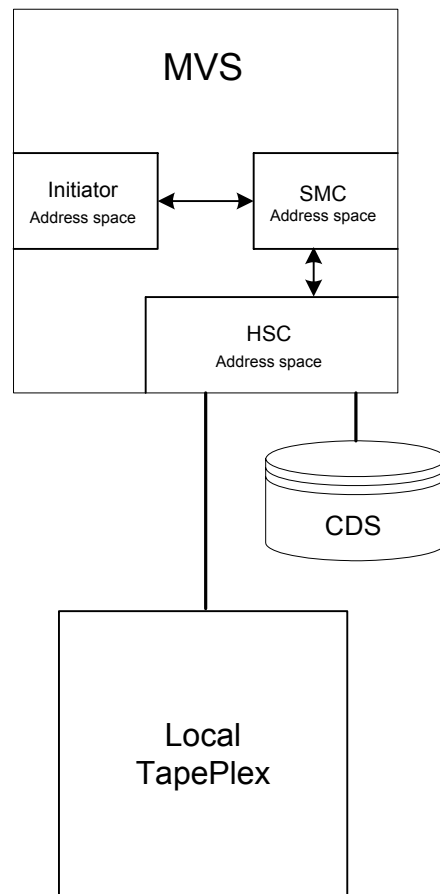 MVS
Initiator
Address space
SMC
Address space
HSC
Address space
CDS
Local
TapePlex